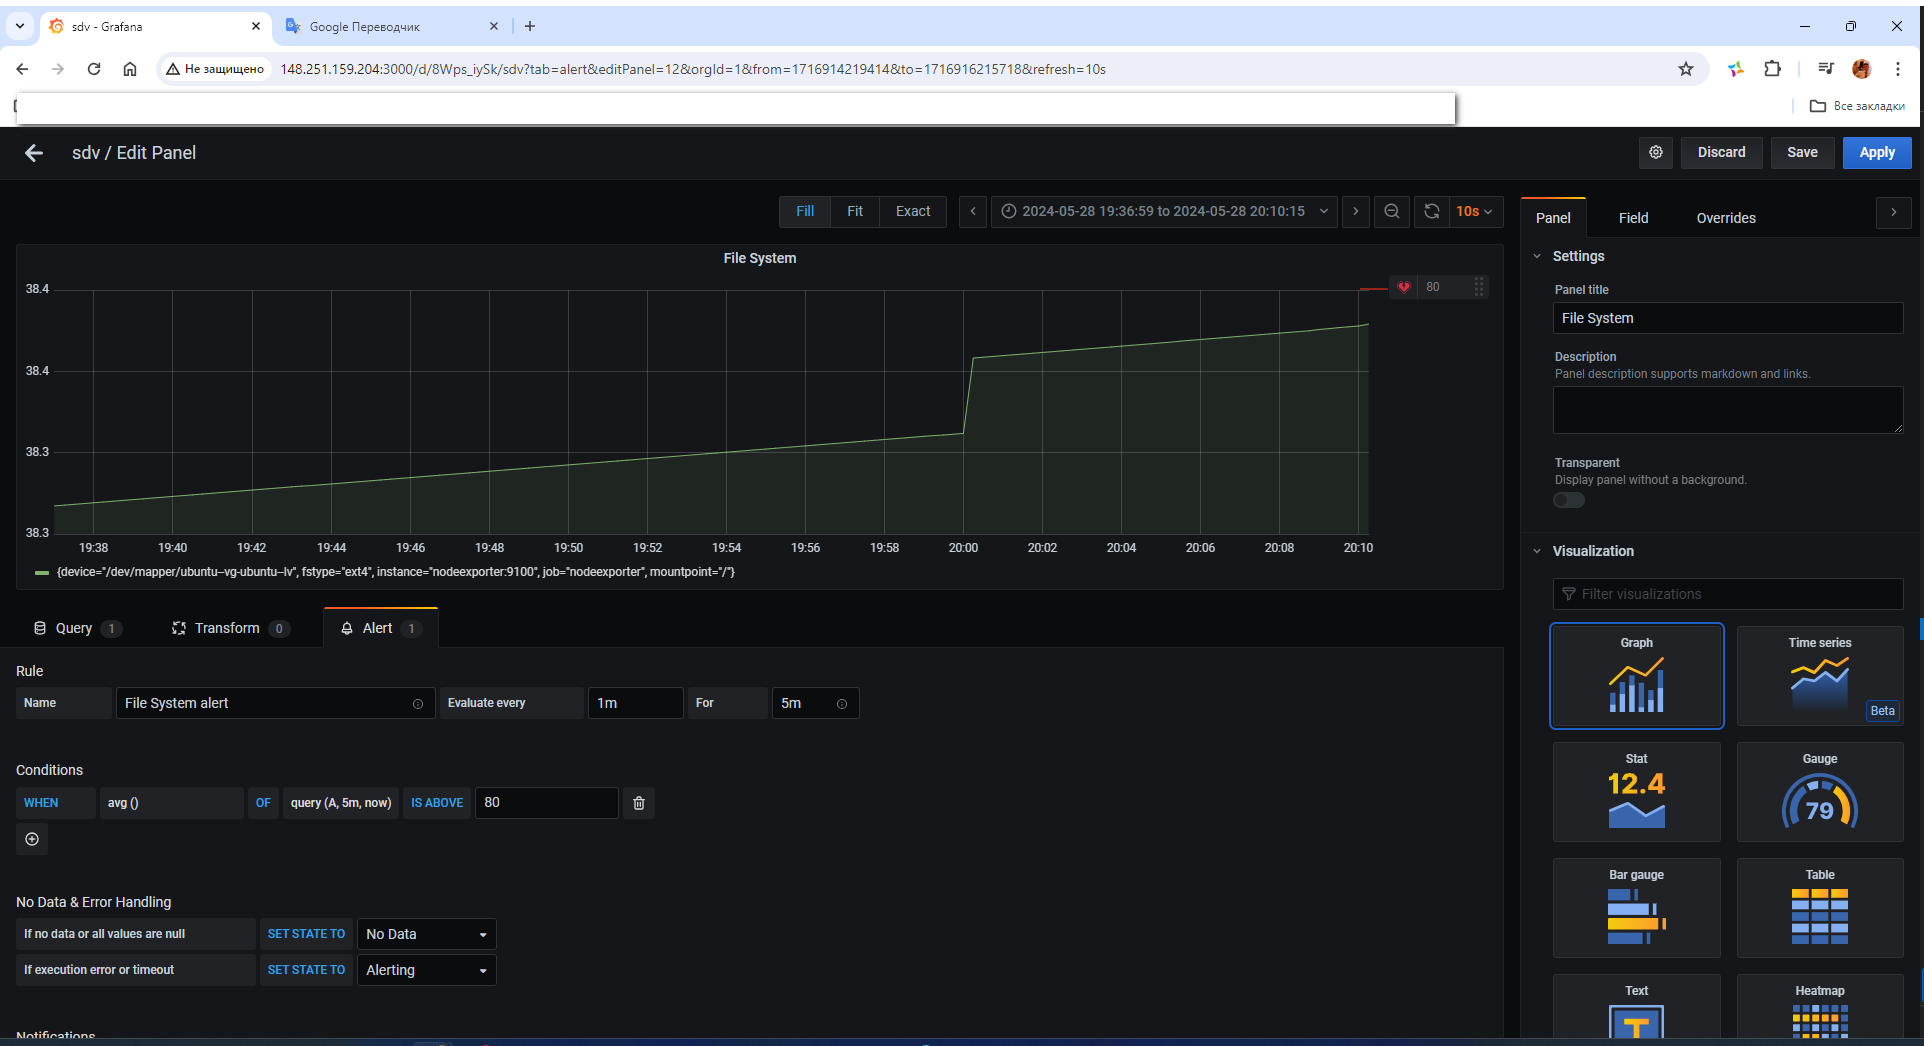 sdv - Grafana
Google Переводчик
Не защищено
148.251.159.204:3000/d/8Wps_iySk/sdv?tab=alert&editPanel=12&orgId=1&from=1716914219414&to=1716916215718&refresh=10s
Все закладки
sdv / Edit Panel
Discard
Save
Apply
Fill
Fit
Exact
2024-05-28 19:36:59 to 2024-05-28 20:10:15
10s
Panel
Field
Overrides
File System
38.4
38.4
38.3
38.3
80
19:38 19:40 19:42 19:44 19:46 19:48 19:50 19:52 19:54 19:56 19:58 20:00 20:02 20:04 20:06 20:08 20:10
{device="/dev/mapper/ubuntu--vg-ubuntu--lv", fstype="ext4", instance="nodeexporter:9100", job="nodeexporter", mountpoint="/"}
Query 1
Transform 0
Alert 1
Rule
Name File System alert Evaluate every 1m For 5m
Conditions
WHEN avg () OF query (A, 5m, now) IS ABOVE 80
No Data & Error Handling
If no data or all values are null SET STATE TO No Data
If execution error or timeout SET STATE TO Alerting
Notifications
Settings
Panel title
File System
Description
Panel description supports markdown and links.
Transparent
Display panel without a background.
Visualization
Filter visualizations
Graph
Time series
Beta
Stat
12.4
Gauge
79
Bar gauge
Table
Text
T
Heatmap